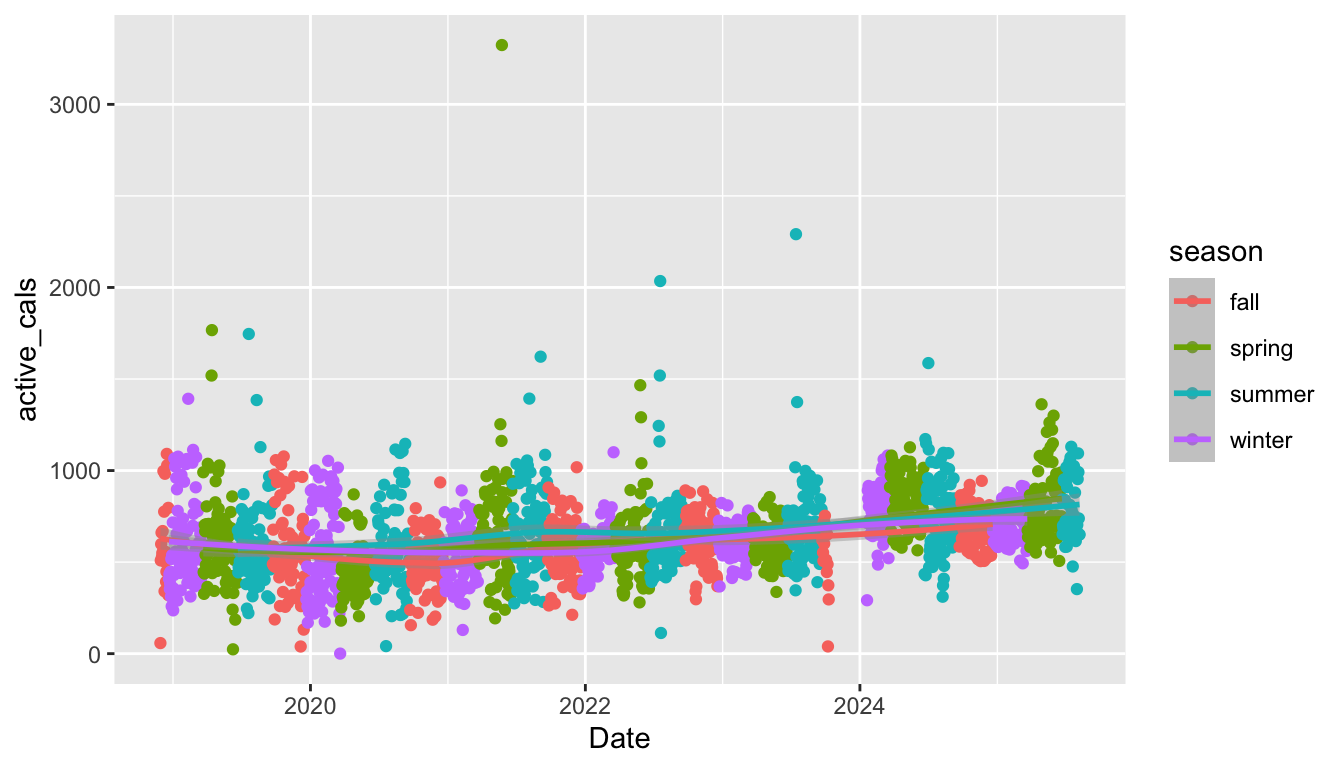 3000
2000
1000
0
active_cals
2020
2022
2024
Date
season
fall
spring
summer
winter